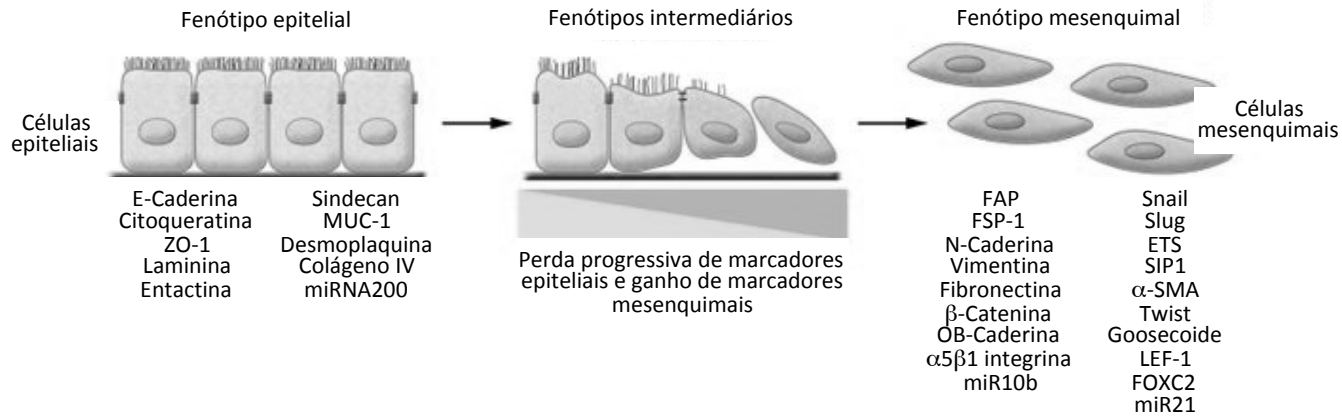 Fenótipo epitelial
Fenótipos intermediários
Fenótipo mesenquimal
Células
epiteliais
Células
mesenquimais
E-Caderina
Citoqueratina
ZO-1
Laminina
Entactina
Sindecan
MUC-1
Desmoplaquina
Colágeno IV
miRNA200
Perda progressiva de marcadores
epiteliais e ganho de marcadores
mesenquimais
FAP
FSP-1
N-Caderina
Vimentina
Fibronectina
β-Catenina
OB-Caderina
α5β1 integrina
miR10b
Snail
Slug
ETS
SIP1
α-SMA
Twist
Goosecoide
LEF-1
FOXC2
miR21